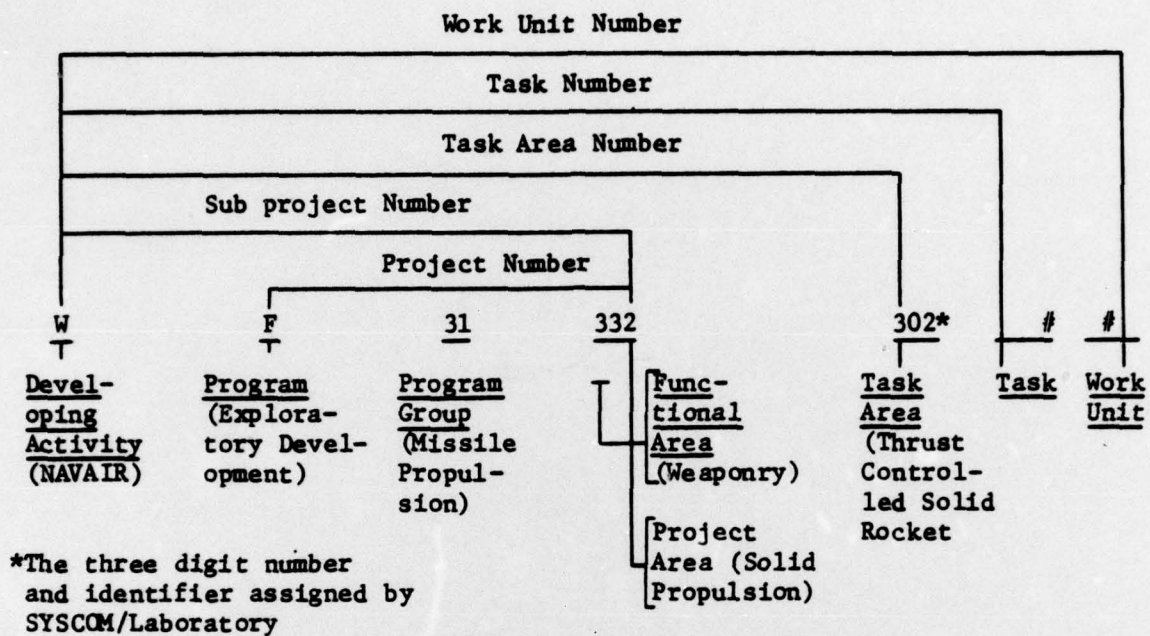 Work Unit Number
Task Number
Task Area Number
Sub project Number
Project Number
W F 31 332 302* # #
Devel-
oping
Activity
(NAVAIR)
Program
(Explora-
tory Devel-
opment)
Program
Group
(Missile
Propul-
sion)
Func-
tional
Area
(Weaponry)
Project
Area (Solid
Propulsion)
Task
Area
(Thrust
Control-
led Solid
Rocket
Task
Work
Unit
*The three digit number
and identifier assigned by
SYSCOM/Laboratory